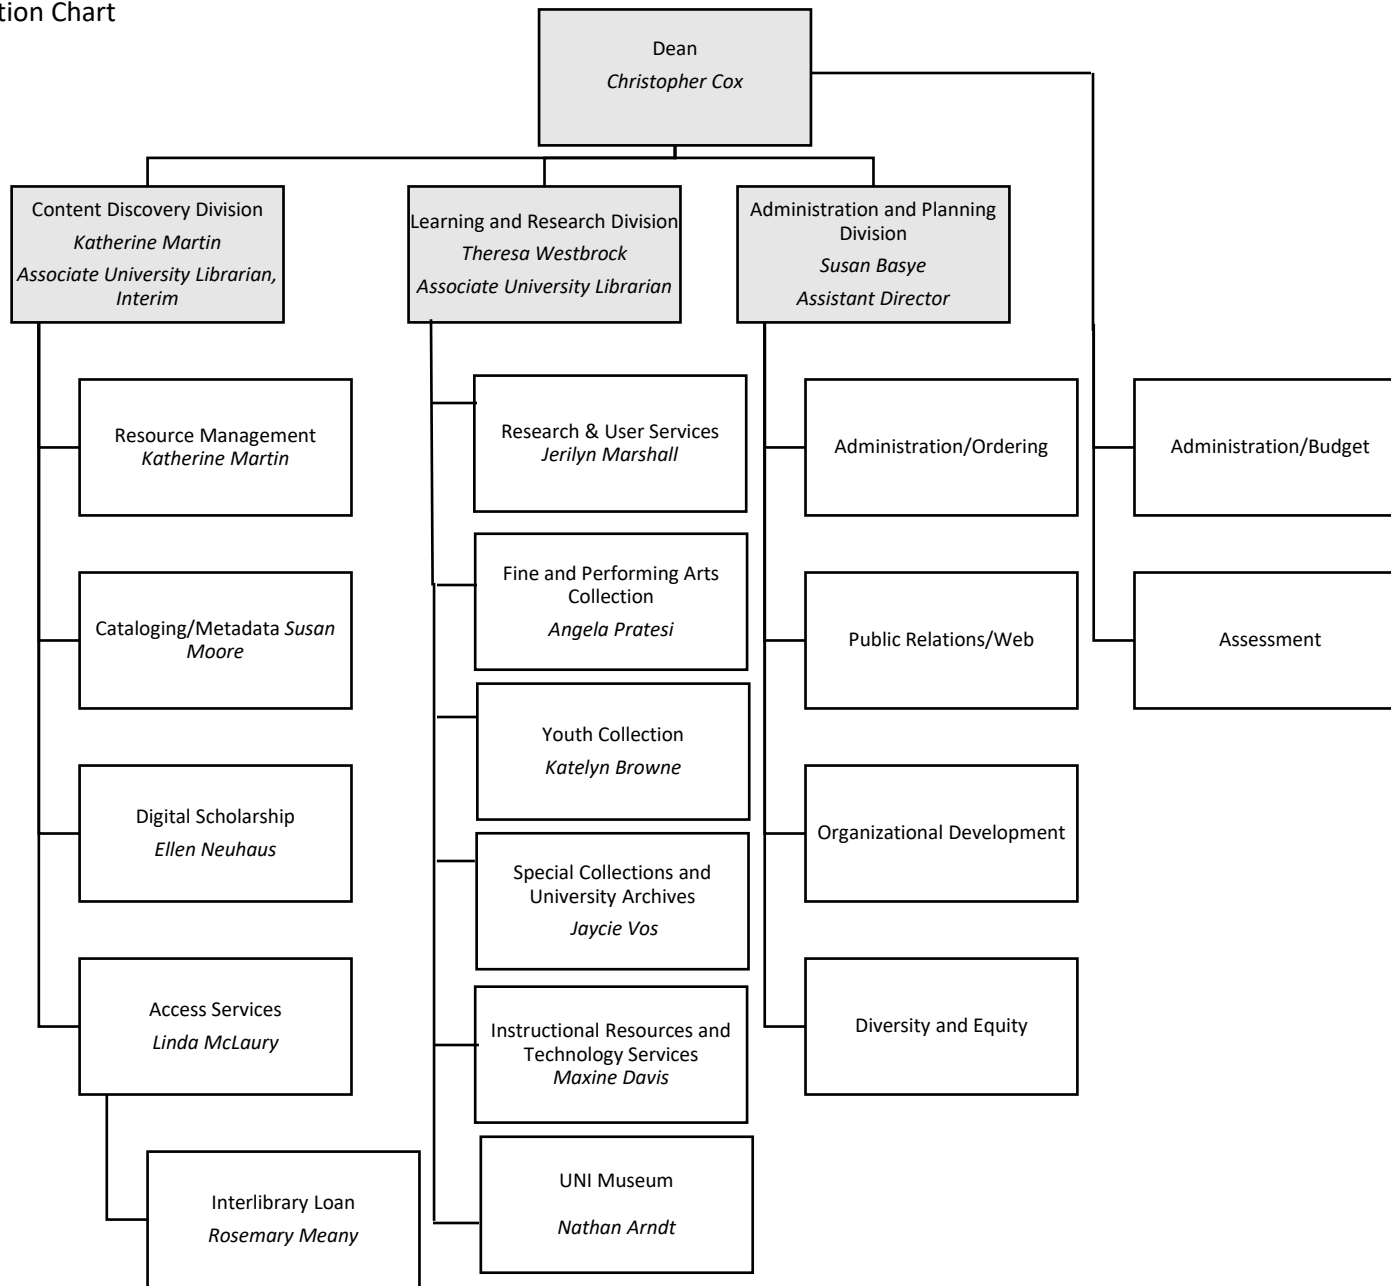 tion Chart
Dean
Christopher Cox
Content Discovery Division
Katherine Martin
Associate University Librarian,
Interim
Learning and Research Division
Theresa Westbrock
Associate University Librarian
Administration and Planning
Division
Susan Basye
Assistant Director
Resource Management
Katherine Martin
Cataloging/Metadata Susan
Moore
Digital Scholarship
Ellen Neuhaus
Access Services
Linda McLaury
Interlibrary Loan
Rosemary Meany
Research & User Services
Jerilyn Marshall
Fine and Performing Arts
Collection
Angela Pratesi
Youth Collection
Katelyn Browne
Special Collections and
University Archives
Jaycie Vos
Instructional Resources and
Technology Services
Maxine Davis
UNI Museum
Nathan Arndt
Administration/Ordering
Public Relations/Web
Organizational Development
Diversity and Equity
Administration/Budget
Assessment